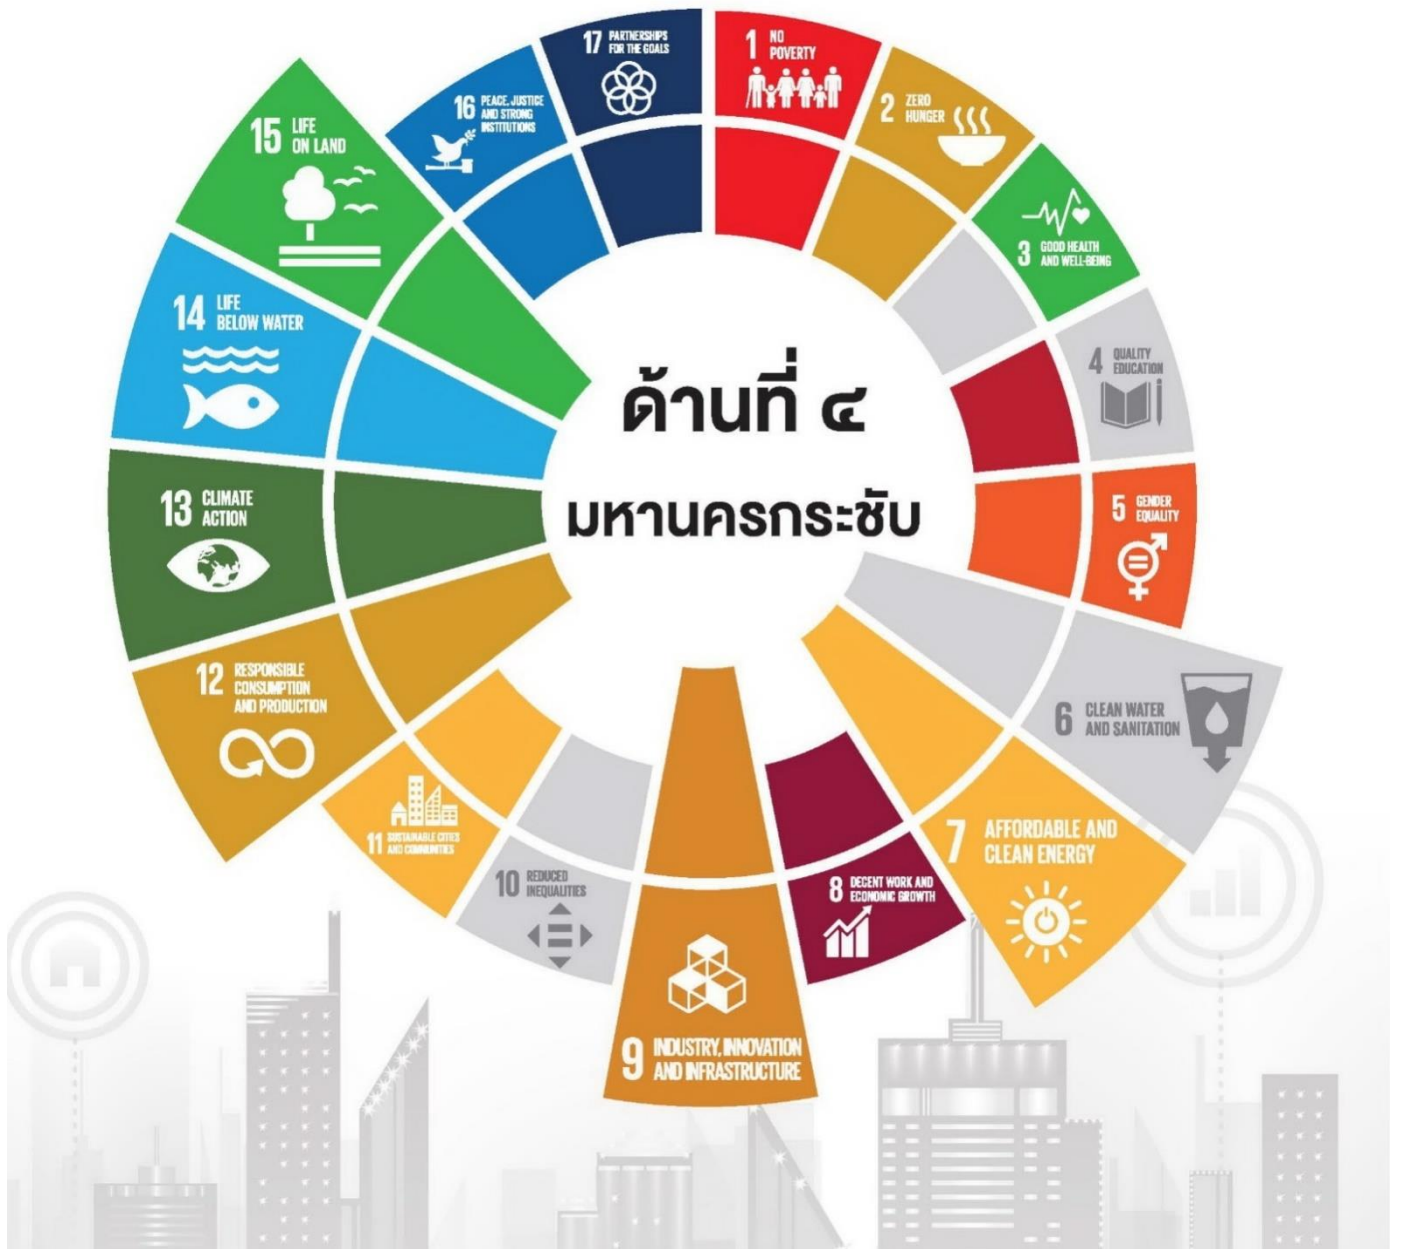 17 PARTNERSHIPS
FOR THE GOALS
1 NO
POVERTY
2 ZERO
HUNGER
3 GOOD HEALTH
AND WELL-BEING
4 QUALITY
EDUCATION
5 GENDER
EQUALITY
6 CLEAN WATER
AND SANITATION
7 AFFORDABLE AND
CLEAN ENERGY
8 DECENT WORK AND
ECONOMIC GROWTH
9 INDUSTRY, INNOVATION
AND INFRASTRUCTURE
10 REDUCED
INEQUALITIES
11 SUSTAINABLE CITIES
AND COMMUNITIES
12 RESPONSIBLE
CONSUMPTION
AND PRODUCTION
13 CLIMATE
ACTION
14 LIFE
BELOW WATER
15 LIFE
ON LAND
16 PEACE, JUSTICE
AND STRONG
INSTITUTIONS
ด้านที่ ๔
มหานครกระชับ